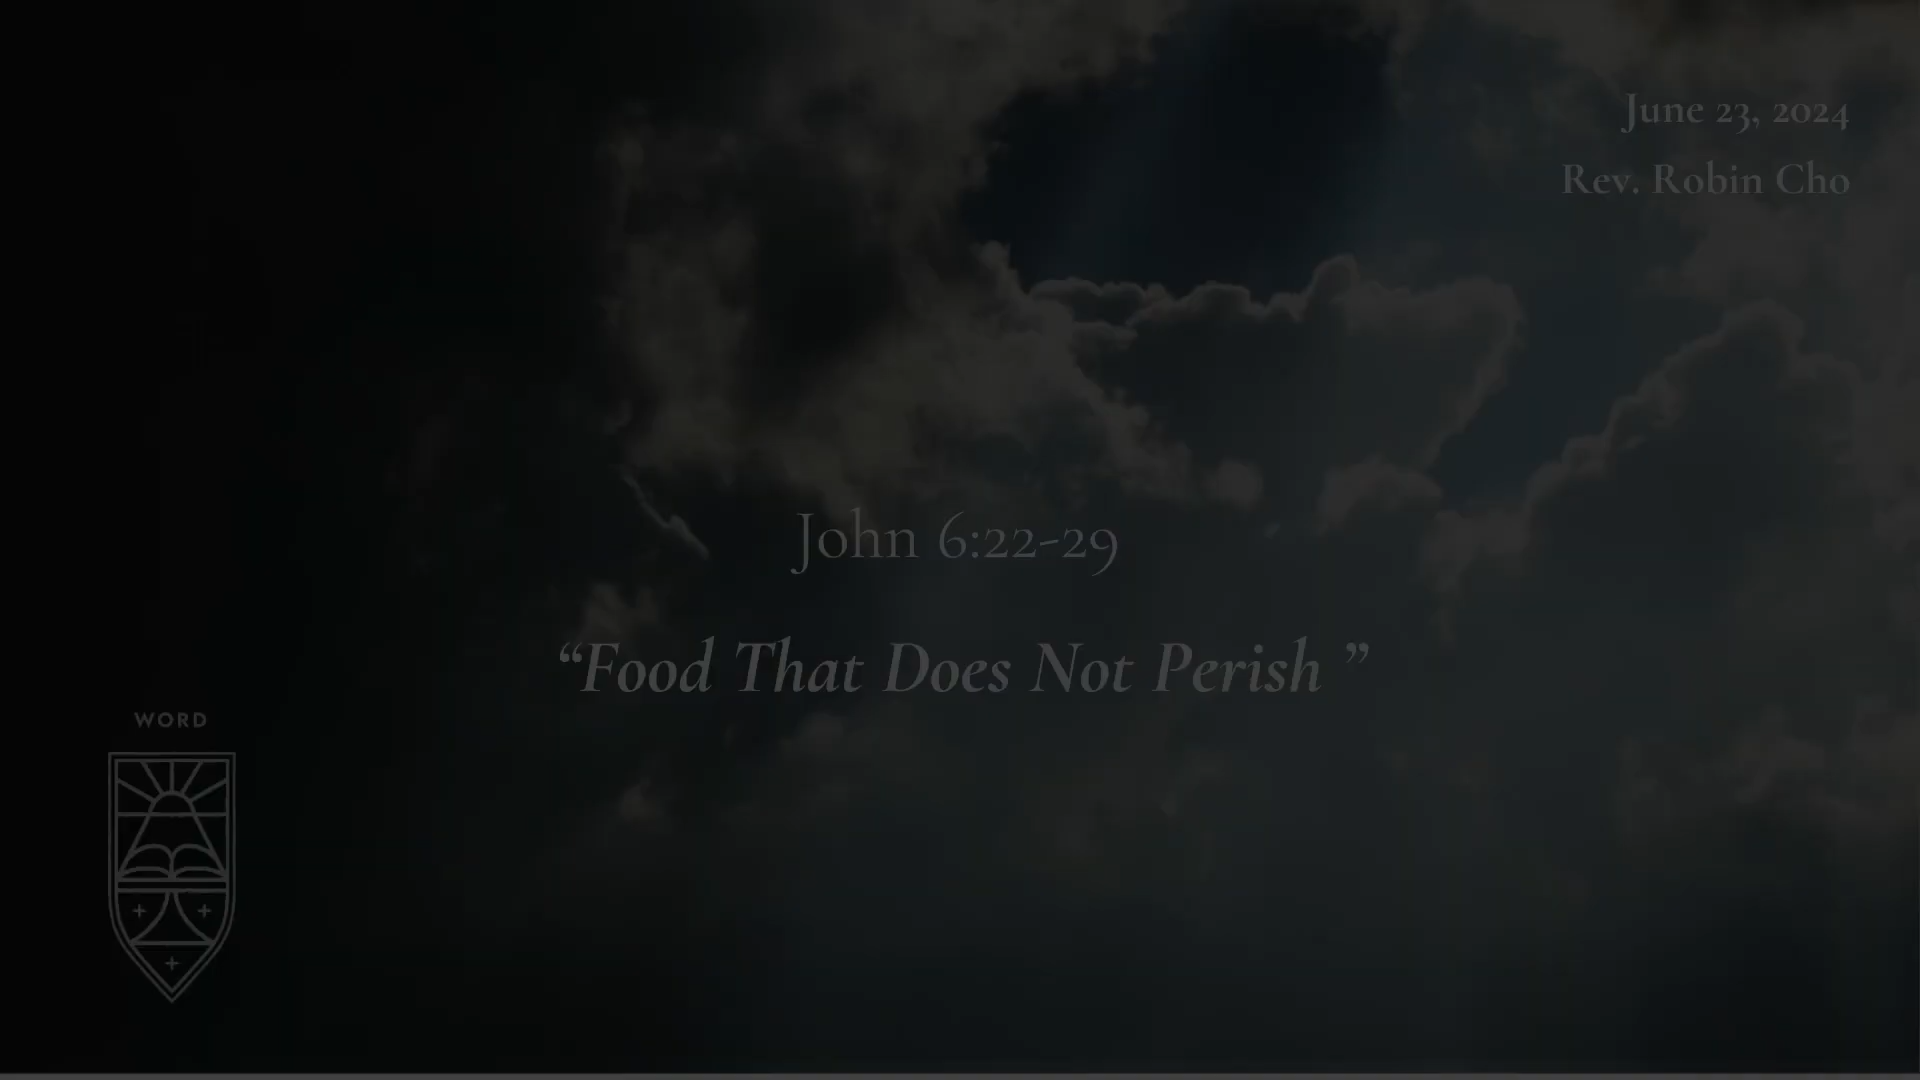 June 23, 2024
Rev. Robin Cho
John 6:22-29
“Food That Does Not Perish ”
WORD